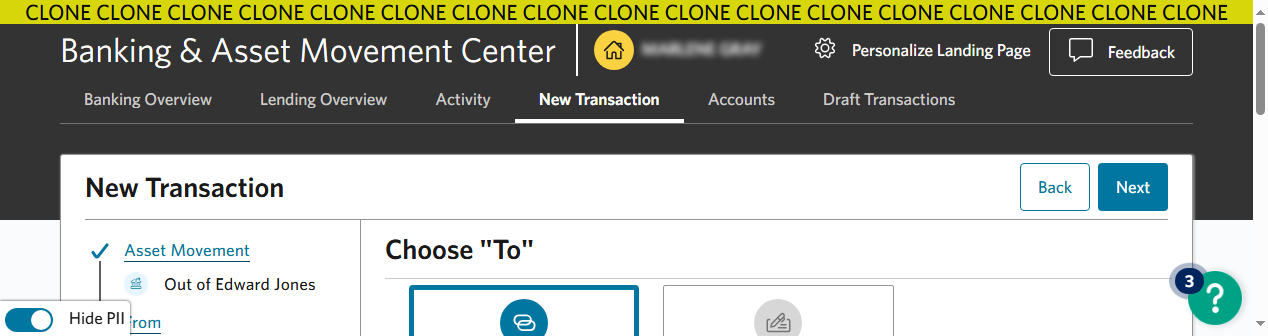 CLONE CLONE CLONE CLONE CLONE CLONE CLONE CLONE CLONE CLONE CLONE CLONE CLONE CLONE CLONE CLONE CLONE
Banking & Asset Movement Center
Personalize Landing Page
Feedback
Banking Overview Lending Overview Activity New Transaction Accounts Draft Transactions
New Transaction
Back Next
Asset Movement
Out of Edward Jones
Choose "To"
3 ?
Hide PII